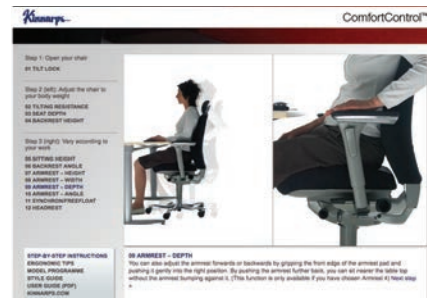 Kinnarps
ComfortControl™
Step 1: Open your chair
01 TILT LOCK
Step 2 (left): Adjust the chair to
your body weight
02 TILTING RESISTANCE
03 SEAT DEPTH
04 BACKREST HEIGHT
Step 3 (right): Vary according to
your work
05 SITTING HEIGHT
06 BACKREST ANGLE
07 ARMREST – HEIGHT
08 ARMREST – WIDTH
09 ARMREST – DEPTH
10 ARMREST – ANGLE
11 SYNCHRON/FREEFLOAT
12 HEADREST
STEP-BY-STEP INSTRUCTIONS
ERGONOMIC TIPS
MODEL PROGRAMME
STYLE GUIDE
USER GUIDE (PDF)
KINNARPS.COM
09 ARMREST – DEPTH
You can also adjust the armrest forwards or backwards by gripping the front edge of the armrest pad and
pushing it gently into the right position. By pushing the armrest further back, you can sit nearer the table top
without the armrest bumping against it. (This function is only available if you have chosen Armrest 4) Next step
»